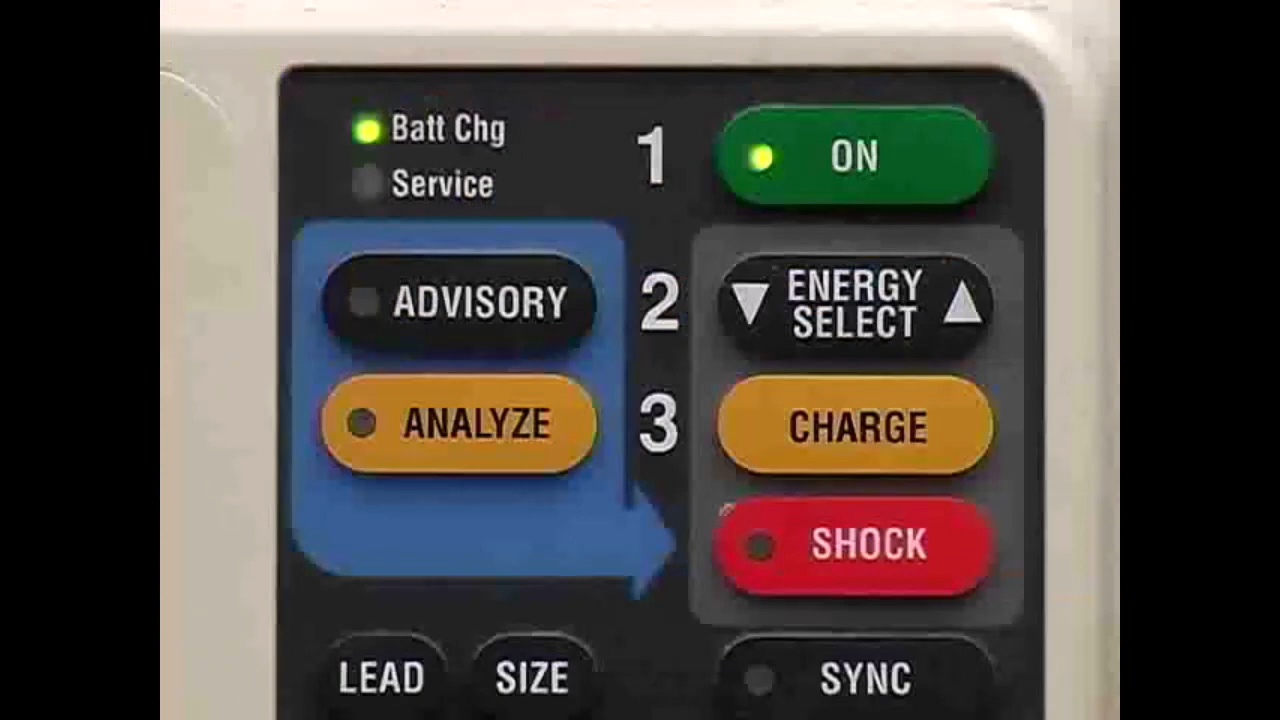 Batt Chg
Service
1
ON
ADVISORY
2
ENERGY
SELECT
ANALYZE
3
CHARGE
SHOCK
LEAD
SIZE
SYNC